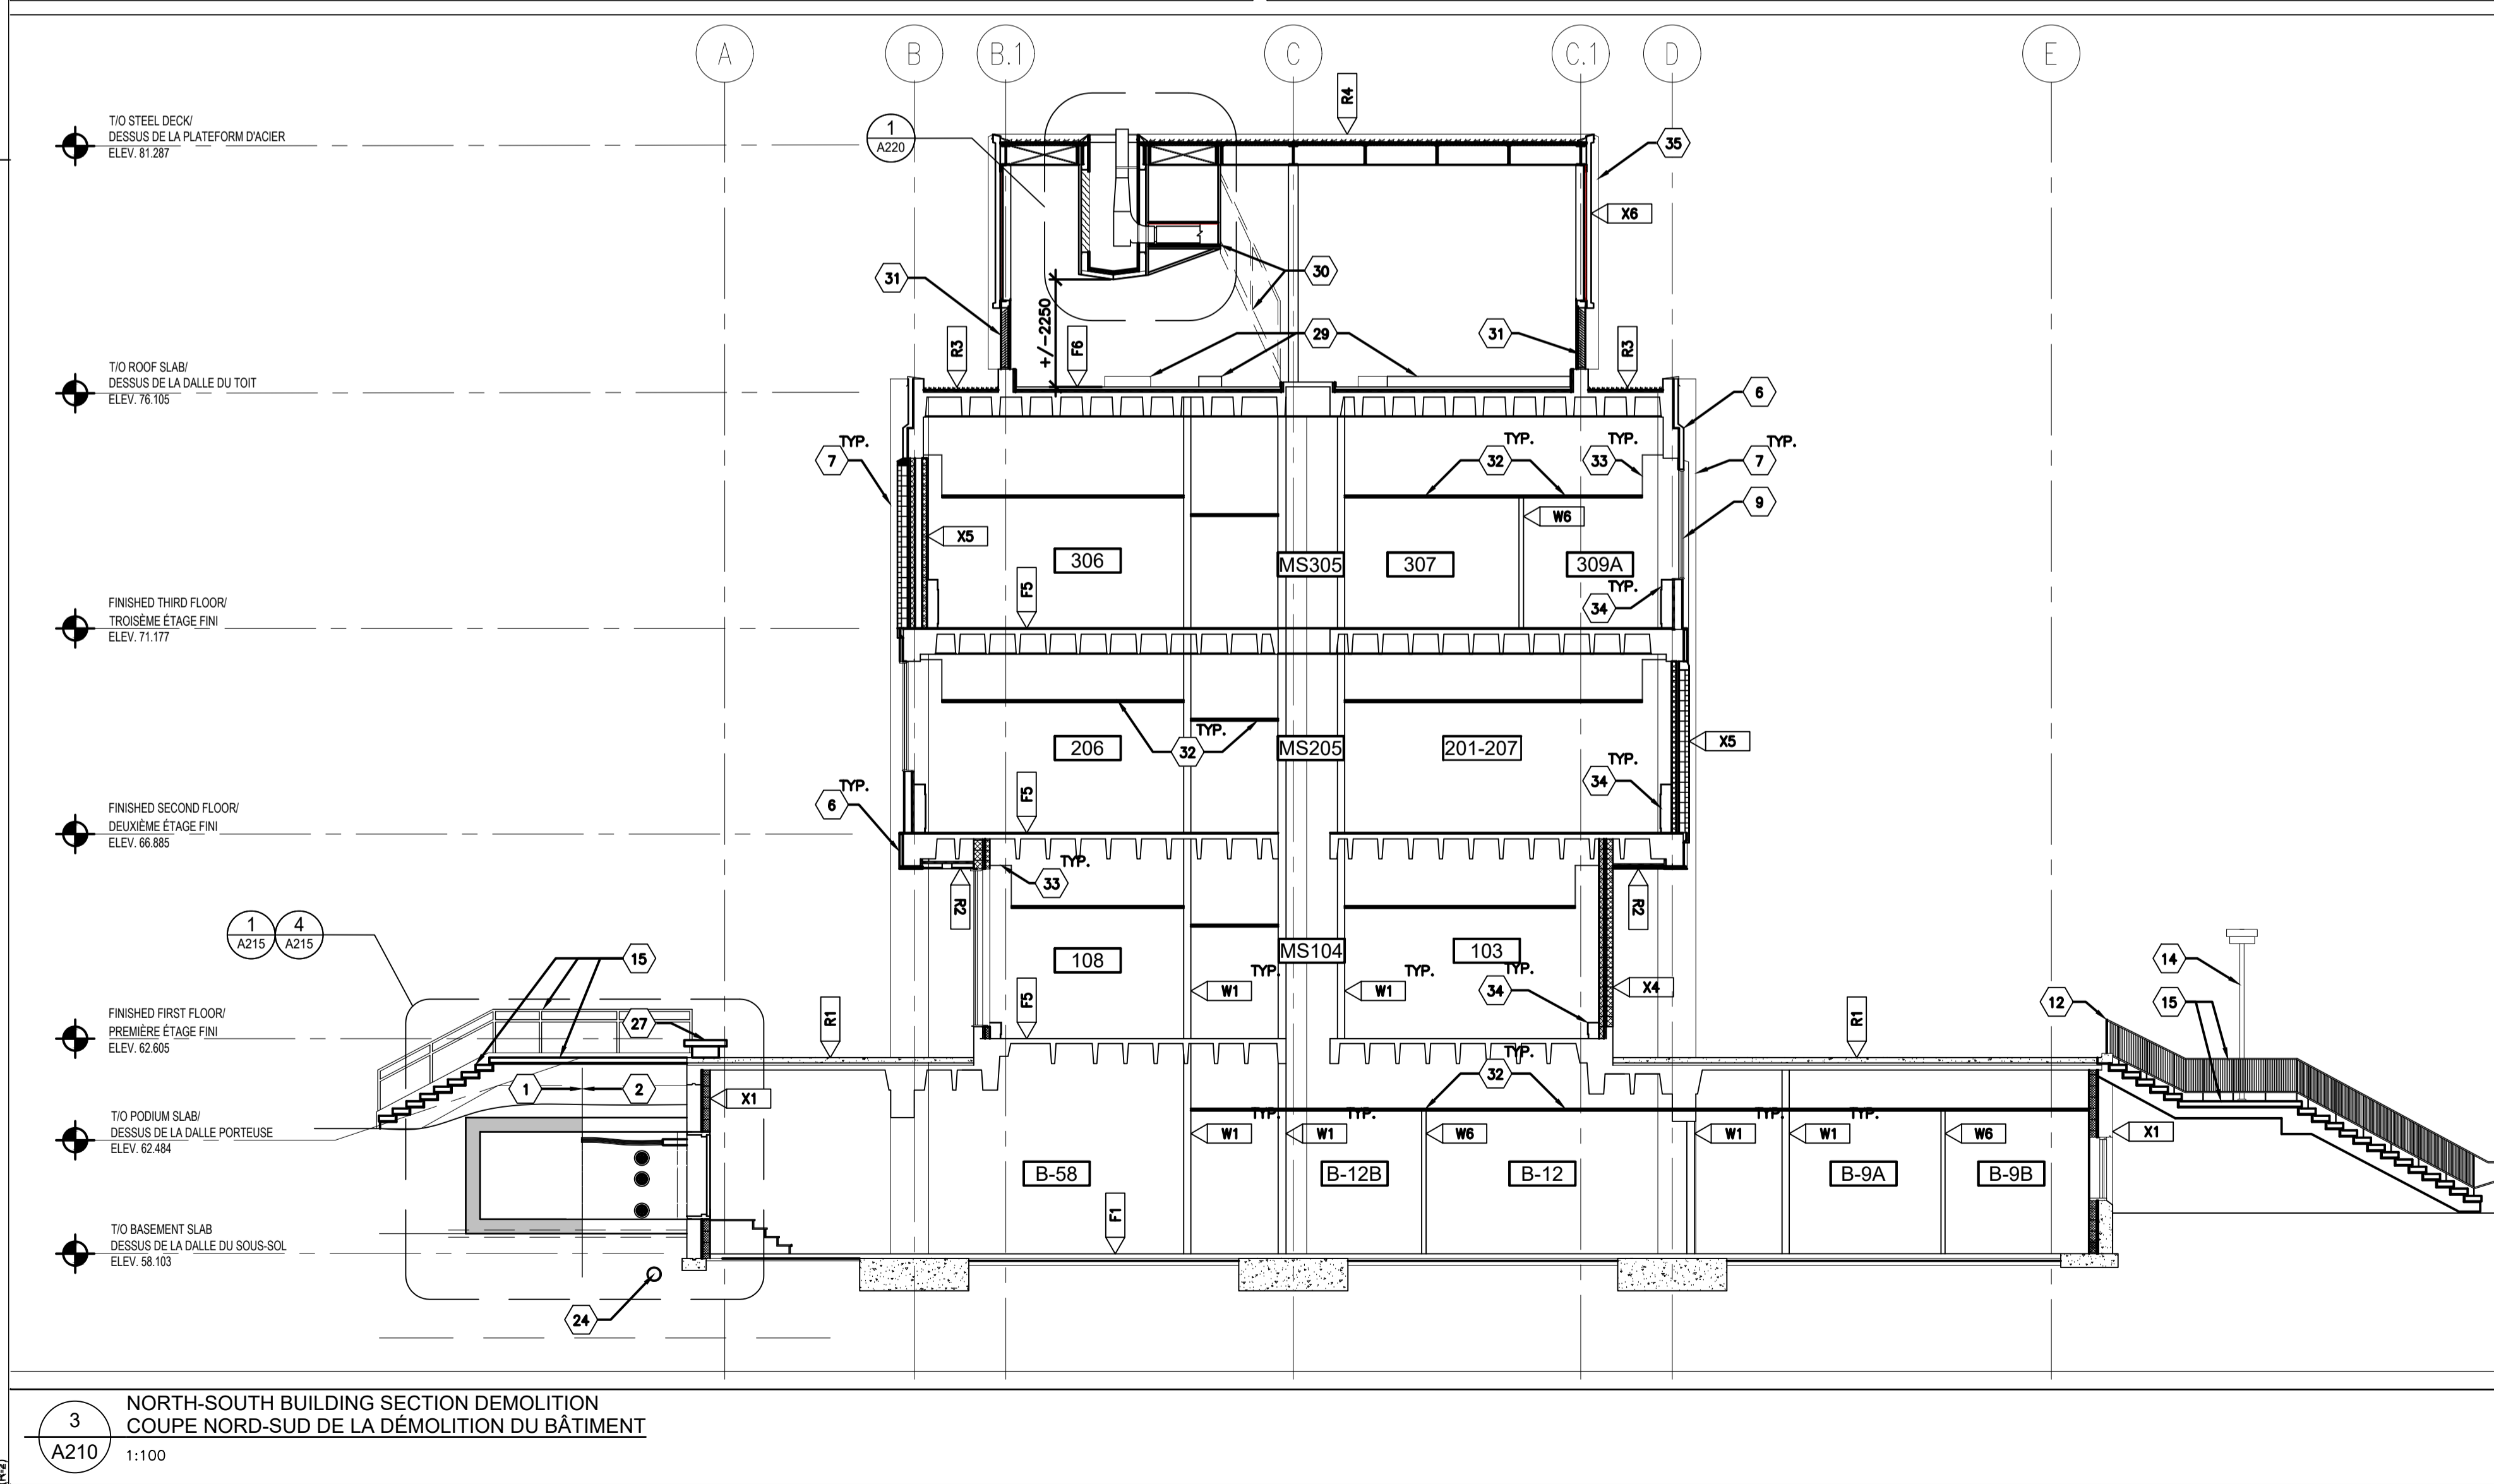 A
B
B.1
C
C.1
D
E
T/O STEEL DECK/
DESSUS DE LA PLATEFORM D'ACIER
ELEV. 81.287
1
A220
R4
35
X6
31
30
+/-2250
R3
F6
29
31
R3
T/O ROOF SLAB/
DESSUS DE LA DALLE DU TOIT
ELEV. 76.105
6
TYP.
7
TYP.
32
TYP.
33
TYP.
7
9
X5
W6
306
MS305
307
309A
F5
TYP.
34
FINISHED THIRD FLOOR/
TROISÈME ÉTAGE FINI
ELEV. 71.177
TYP.
32
206
MS205
201-207
X5
TYP.
34
TYP.
6
F5
FINISHED SECOND FLOOR/
DEUXIÈME ÉTAGE FINI
ELEV. 66.885
TYP.
33
R2
R2
1
A215
4
A215
15
108
MS104
103
TYP.
TYP.
TYP.
W1
W1
34
X4
14
12
15
F5
R1
R1
27
FINISHED FIRST FLOOR/
PREMIÈRE ÉTAGE FINI
ELEV. 62.605
TYP.
32
1
2
X1
T/O PODIUM SLAB/
DESSUS DE LA DALLE PORTEUSE
ELEV. 62.484
TYP.
TYP.
TYP.
TYP.
W1
W1
W6
W1
W1
W6
X1
B-58
B-12B
B-12
B-9A
B-9B
F1
T/O BASEMENT SLAB
DESSUS DE LA DALLE DU SOUS-SOL
ELEV. 58.103
24
3
A210
NORTH-SOUTH BUILDING SECTION DEMOLITION
COUPE NORD-SUD DE LA DÉMOLITION DU BÂTIMENT
1:100